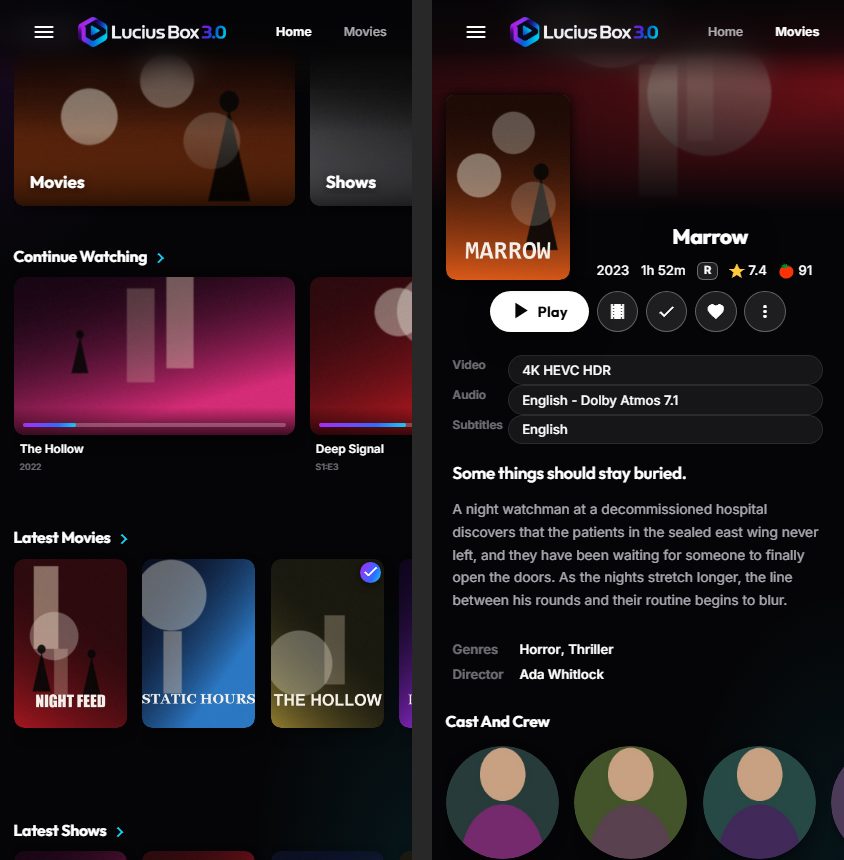 Lucius Box 3.0
Home
Movies
Movies
Shows
Continue Watching
The Hollow
2022
Deep Signal
S1:E3
Latest Movies
NIGHT FEED
STATIC HOURS
THE HOLLOW
Latest Shows
Lucius Box 3.0
Home
Movies
MARROW
Marrow
2023 1h 52m R 7.4 91
Play
Video 4K HEVC HDR
Audio English - Dolby Atmos 7.1
Subtitles English
Some things should stay buried.
A night watchman at a decommissioned hospital
discovers that the patients in the sealed east wing never
left, and they have been waiting for someone to finally
open the doors. As the nights stretch longer, the line
between his rounds and their routine begins to blur.
Genres Horror, Thriller
Director Ada Whitlock
Cast And Crew